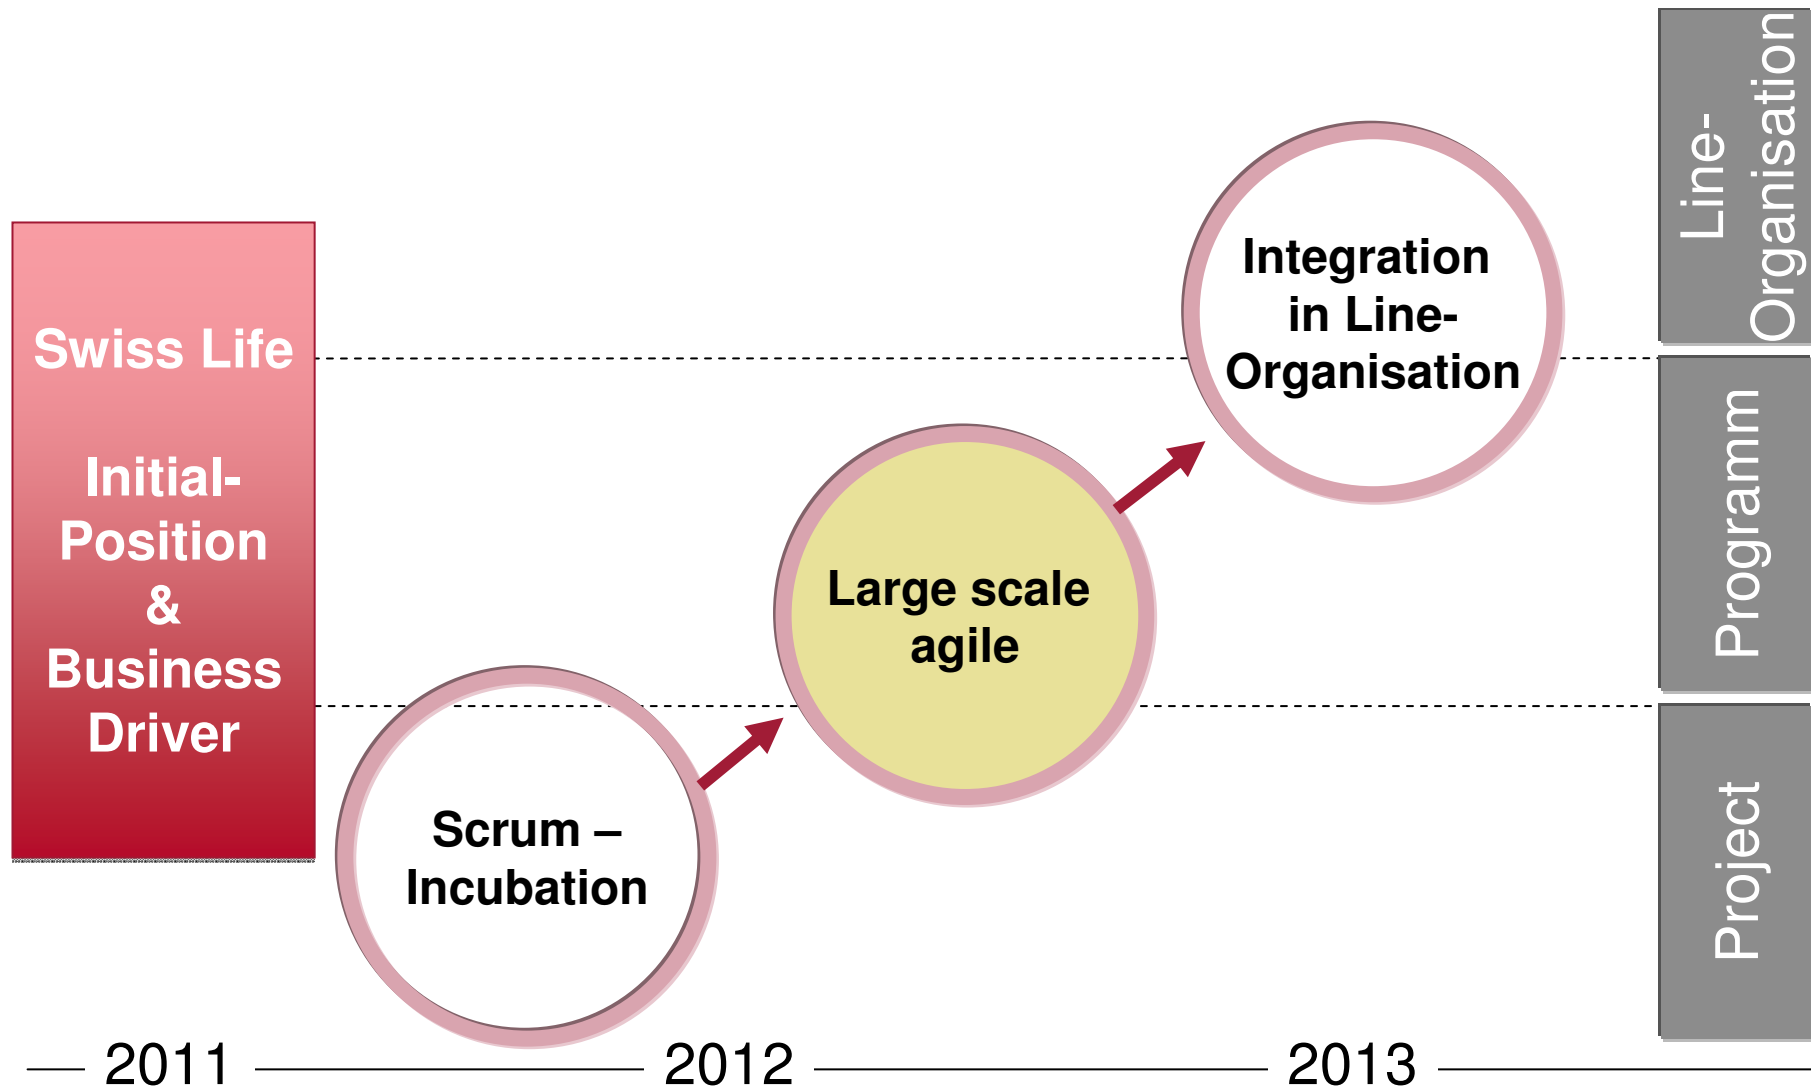 Swiss Life
Initial-
Position
&
Business
Driver
Scrum –
Incubation
Large scale
agile
Integration
in Line-
Organisation
Line-
Organisation
Programm
Project
2011
2012
2013